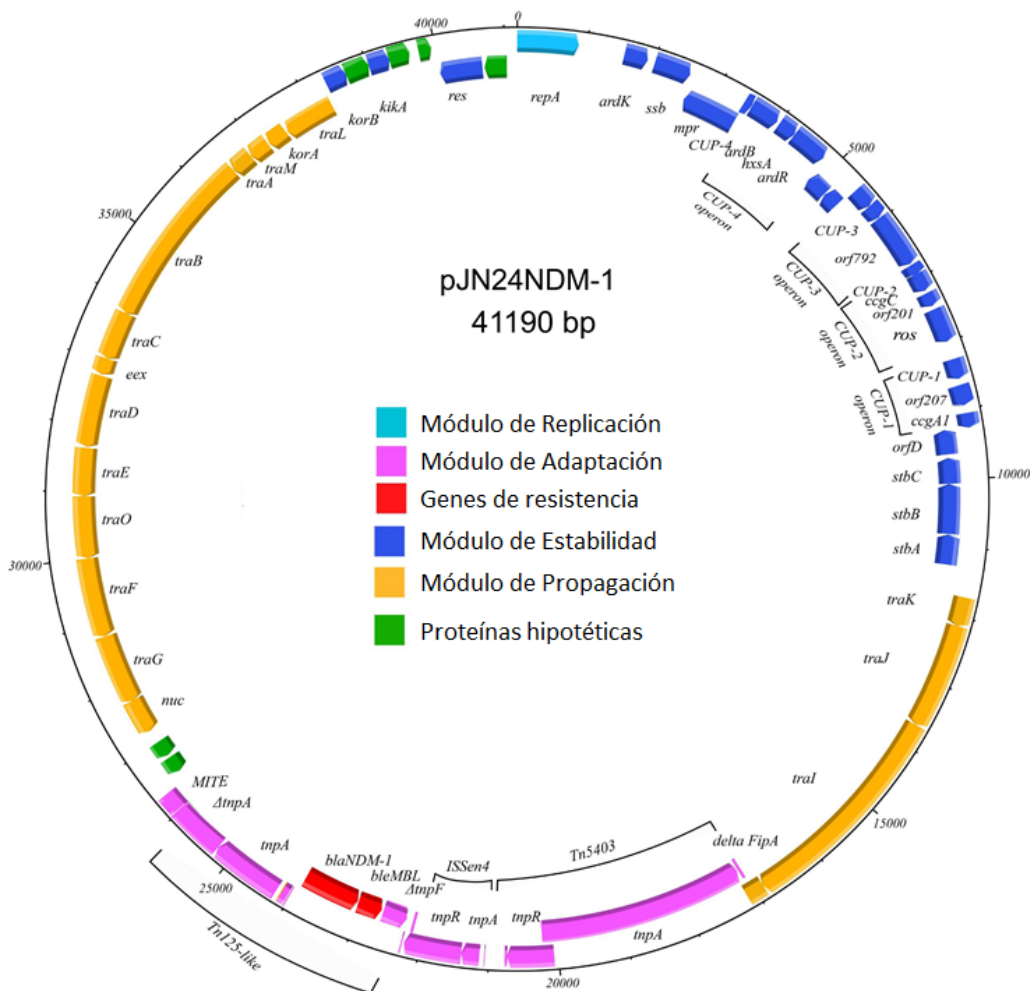 0
40000
res
repA
ardK
ssb
mpr
CUP-4
ardB
hxsA
ardR
5000
kikA
korB
traL
korA
traM
traA
CUP-4
operon
CUP-3
orf792
CUP-2
ccgC
orf201
ros
CUP-3
operon
CUP-2
operon
CUP-1
orf207
ccgA1
CUP-1
operon
orfD
stbC
10000
stbB
stbA
35000
traB
traC
eex
traD
traE
traO
30000
traF
traG
nuc
pJN24NDM-1
41190 bp
Módulo de Replicación
Módulo de Adaptación
Genes de resistencia
Módulo de Estabilidad
Módulo de Propagación
Proteínas hipotéticas
traK
traJ
traI
15000
MITE
ΔtnpA
tnpA
25000
Tn125-like
blaNDM-1
bleMBL
ΔtnpF
ISSen4
tnpR
tnpA
Tn5403
tnpR
tnpA
delta FipA
20000